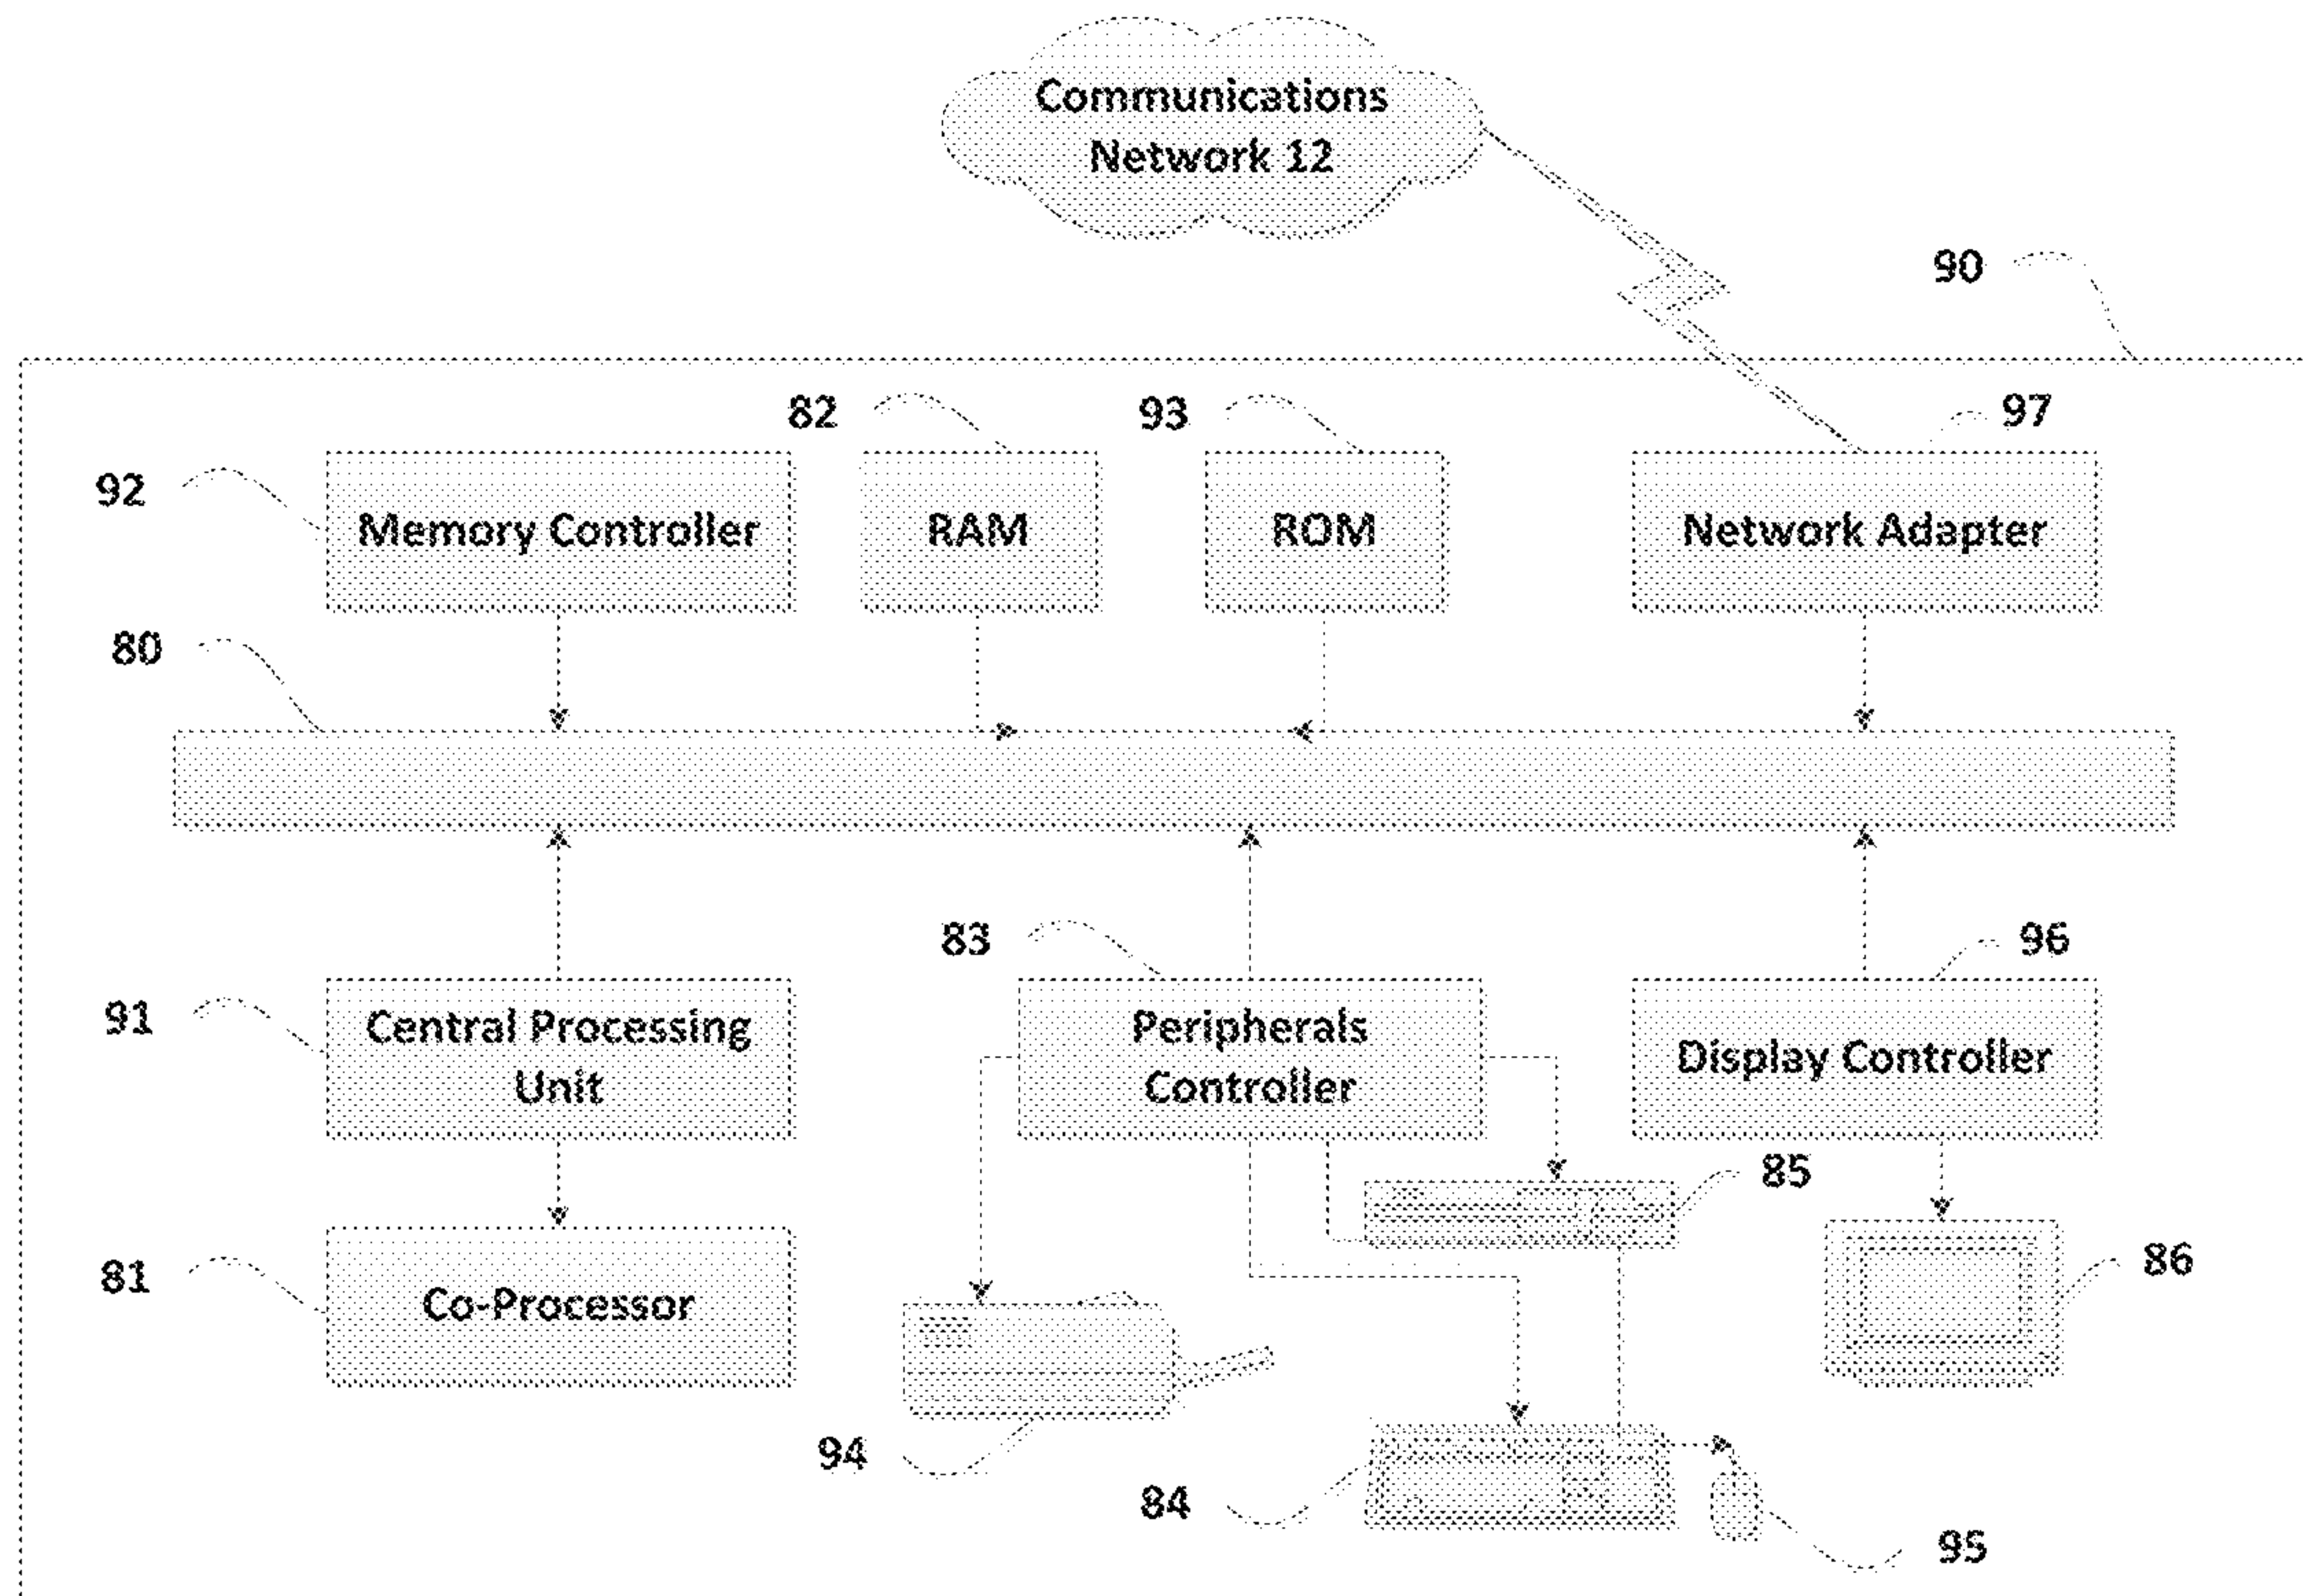 Communications
Network 12
90
82
93
97
92
Memory Controller
RAM
ROM
Network Adapter
80
83
96
91
Central Processing
Unit
Peripherals
Controller
Display Controller
85
81
Co-Processor
86
94
84
95